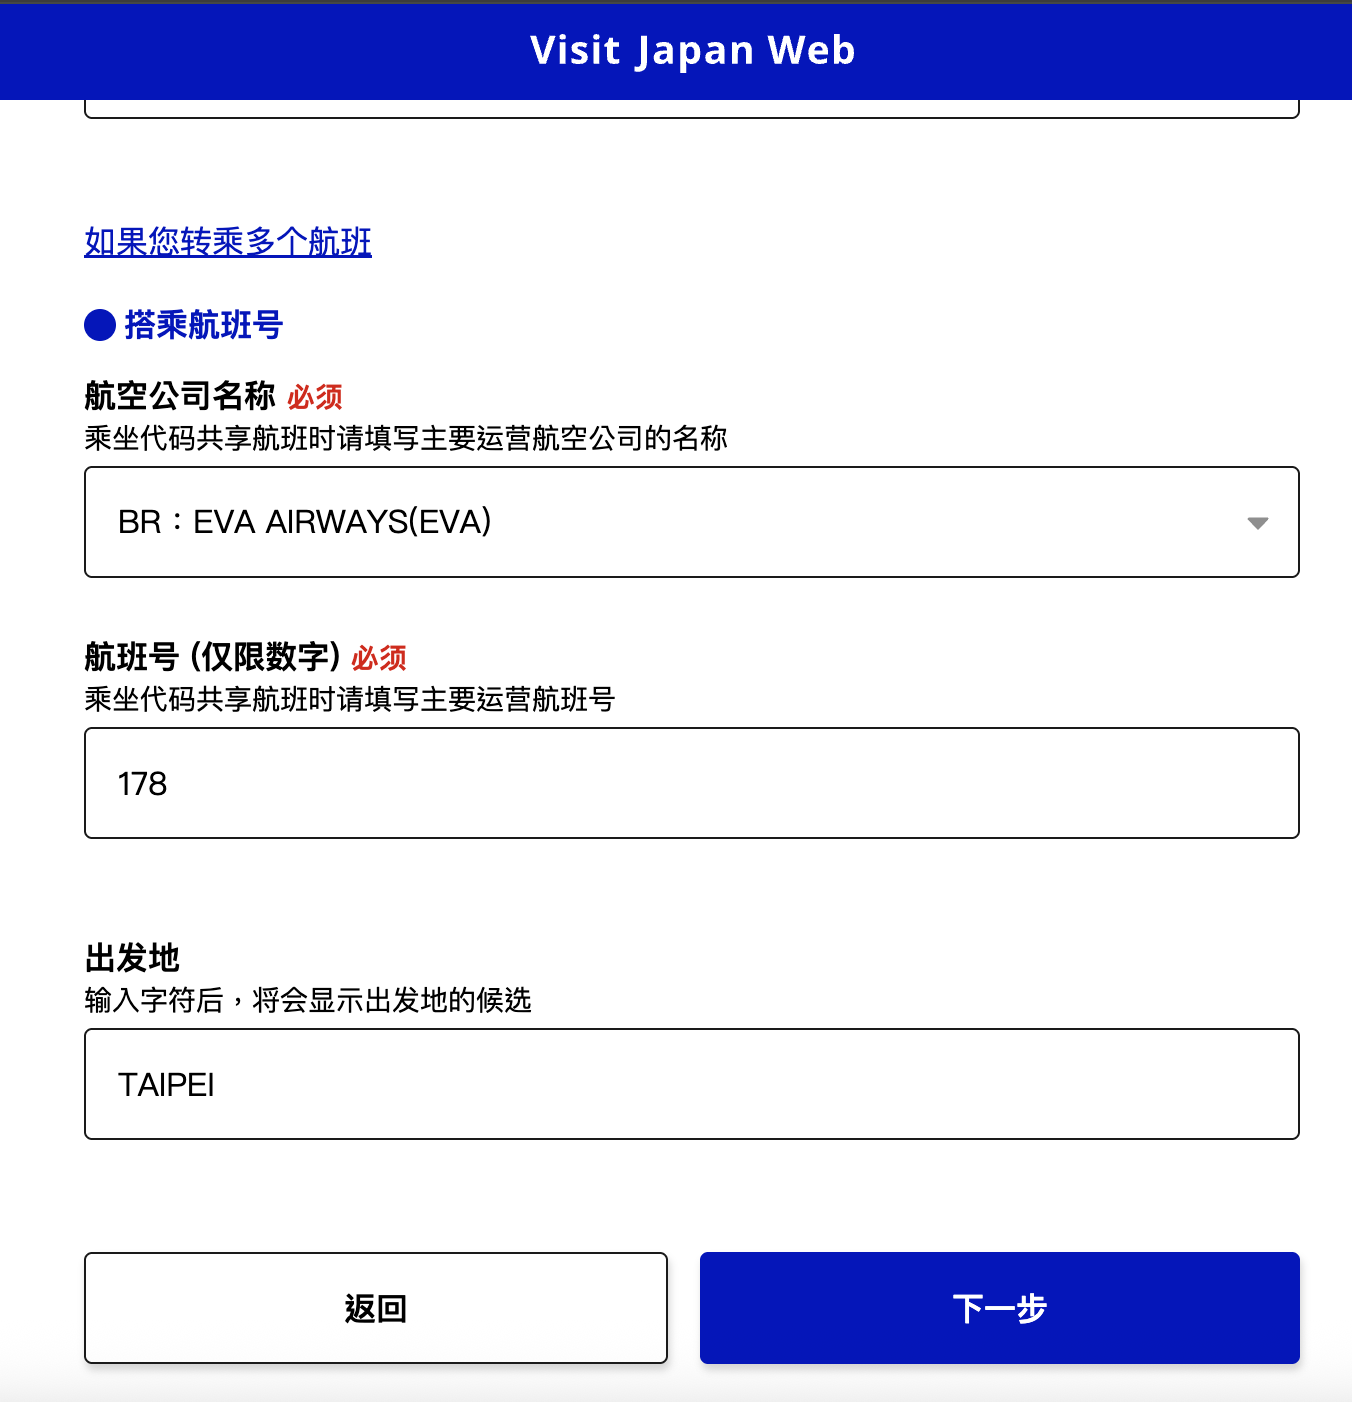 Visit Japan Web
如果您转乘多个航班
搭乘航班号
航空公司名称 必须
乘坐代码共享航班时请填写主要运营航空公司的名称
BR：EVA AIRWAYS(EVA)
航班号 (仅限数字) 必须
乘坐代码共享航班时请填写主要运营航班号
178
出发地
输入字符后，将会显示出发地的候选
TAIPEI
返回
下一步